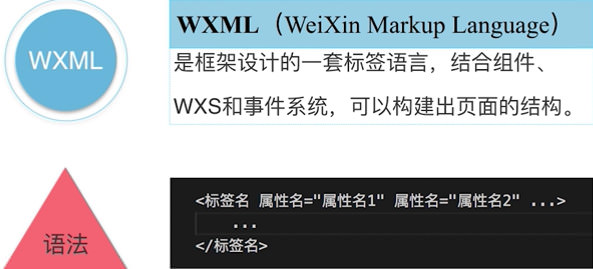 WXML
WXML（WeiXin Markup Language）
是框架设计的一套标签语言，结合组件、
WXS和事件系统，可以构建出页面的结构。
语法
<标签名 属性名="属性名1" 属性名="属性名2" ...>
...
</标签名>